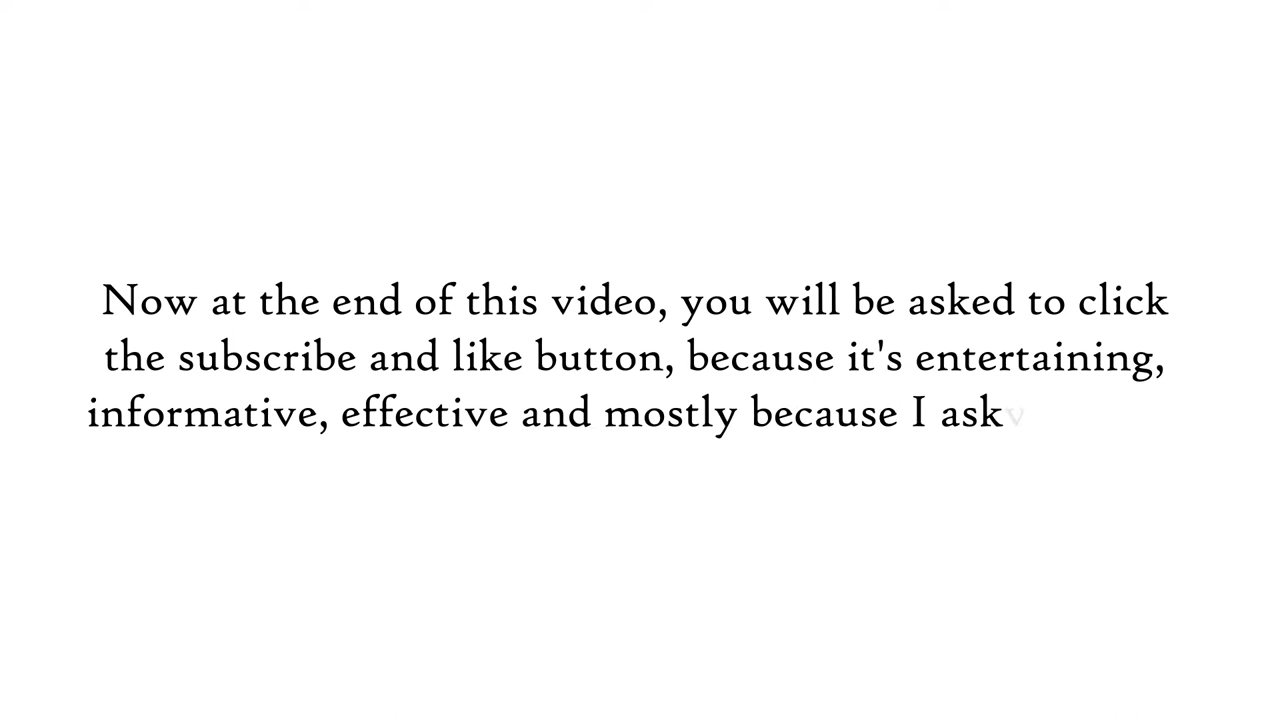 Now at the end of this video, you will be asked to click
the subscribe and like button, because it's entertaining,
informative, effective and mostly because I ask